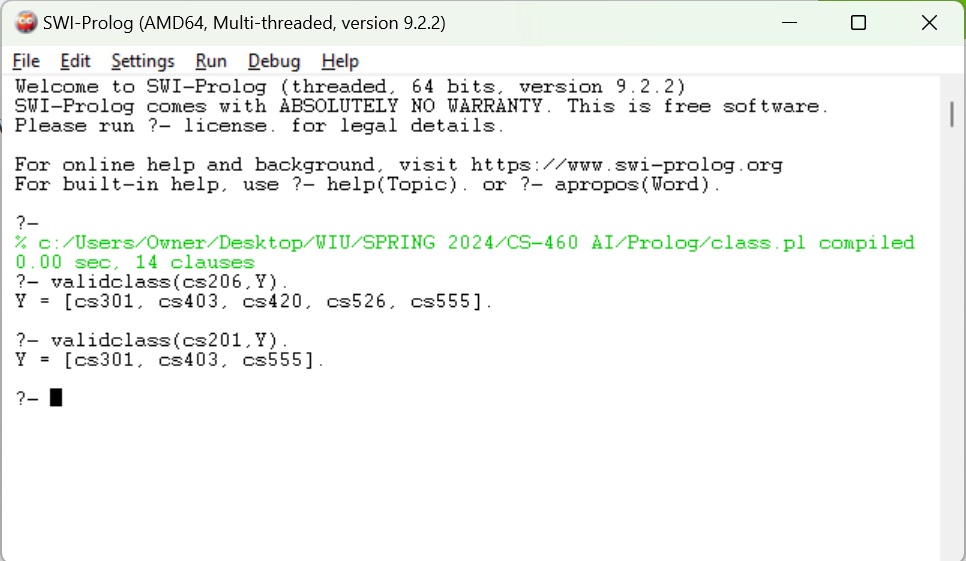 SWI-Prolog (AMD64, Multi-threaded, version 9.2.2)
File Edit Settings Run Debug Help
Welcome to SWI-Prolog (threaded, 64 bits, version 9.2.2)
SWI-Prolog comes with ABSOLUTELY NO WARRANTY. This is free software.
Please run ?- license. for legal details.
For online help and background, visit https://www.swi-prolog.org
For built-in help, use ?- help(Topic). or ?- apropos(Word).
?-
% c:/Users/Owner/Desktop/WIU/SPRING 2024/CS-460 AI/Prolog/class.pl compiled
0.00 sec, 14 clauses
?- validclass(cs206,Y).
Y = [cs301, cs403, cs420, cs526, cs555].
?- validclass(cs201,Y).
Y = [cs301, cs403, cs555].
?-